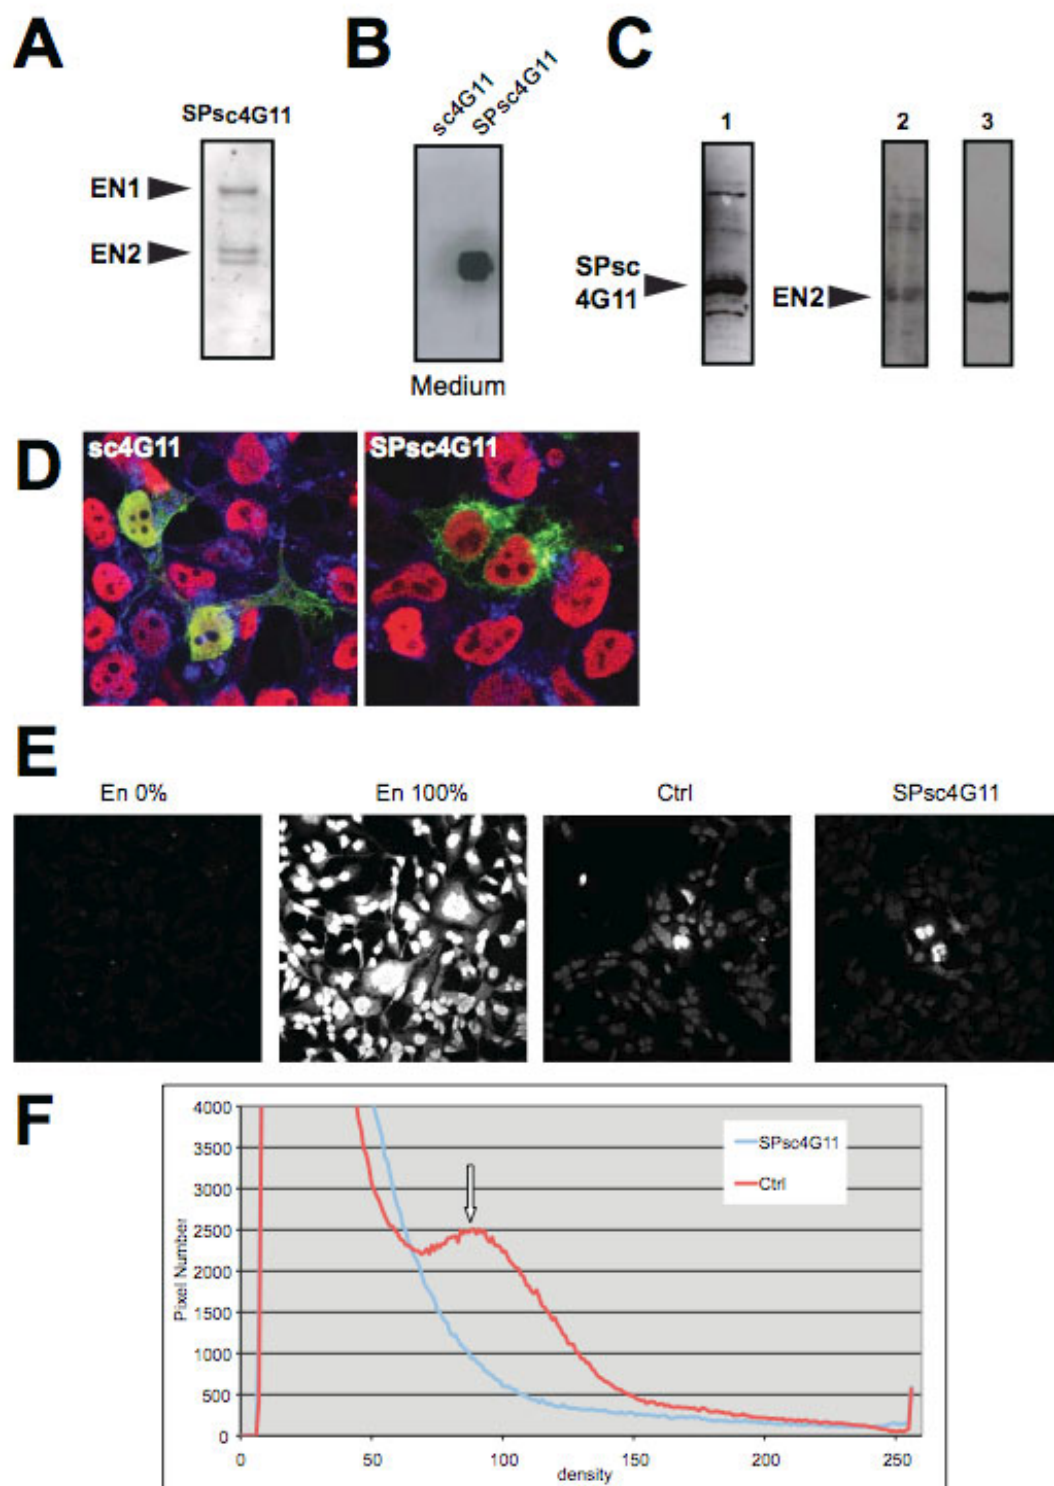 A
SPsc4G11
EN1
EN2
B
sc4G11
SPsc4G11
Medium
C
1
2
3
SPsc
4G11
EN2
D
sc4G11
SPsc4G11
E
En 0%
En 100%
Ctrl
SPsc4G11
F
4000
3500
3000
2500
2000
1500
1000
500
0
Pixel Number
SPsc4G11
Ctrl
0
50
100
150
200
250
density